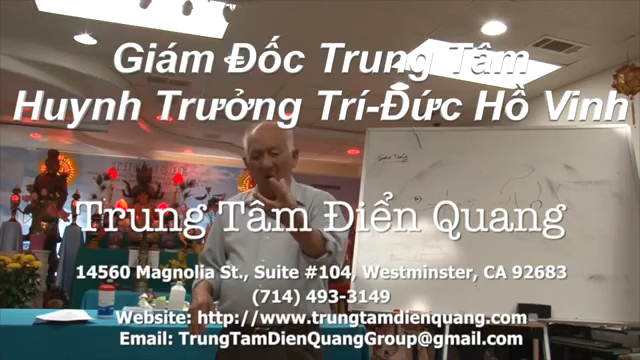 Giám Đốc Trung Tâm
Huynh Trưởng Trí-Đức Hồ Vinh
Trung Tâm Điển Quang
14560 Magnolia St., Suite #104, Westminster, CA 92683
(714) 493-3149
Website: http://www.trungtamdienquang.com
Email: TrungTamDienQuangGroup@gmail.com